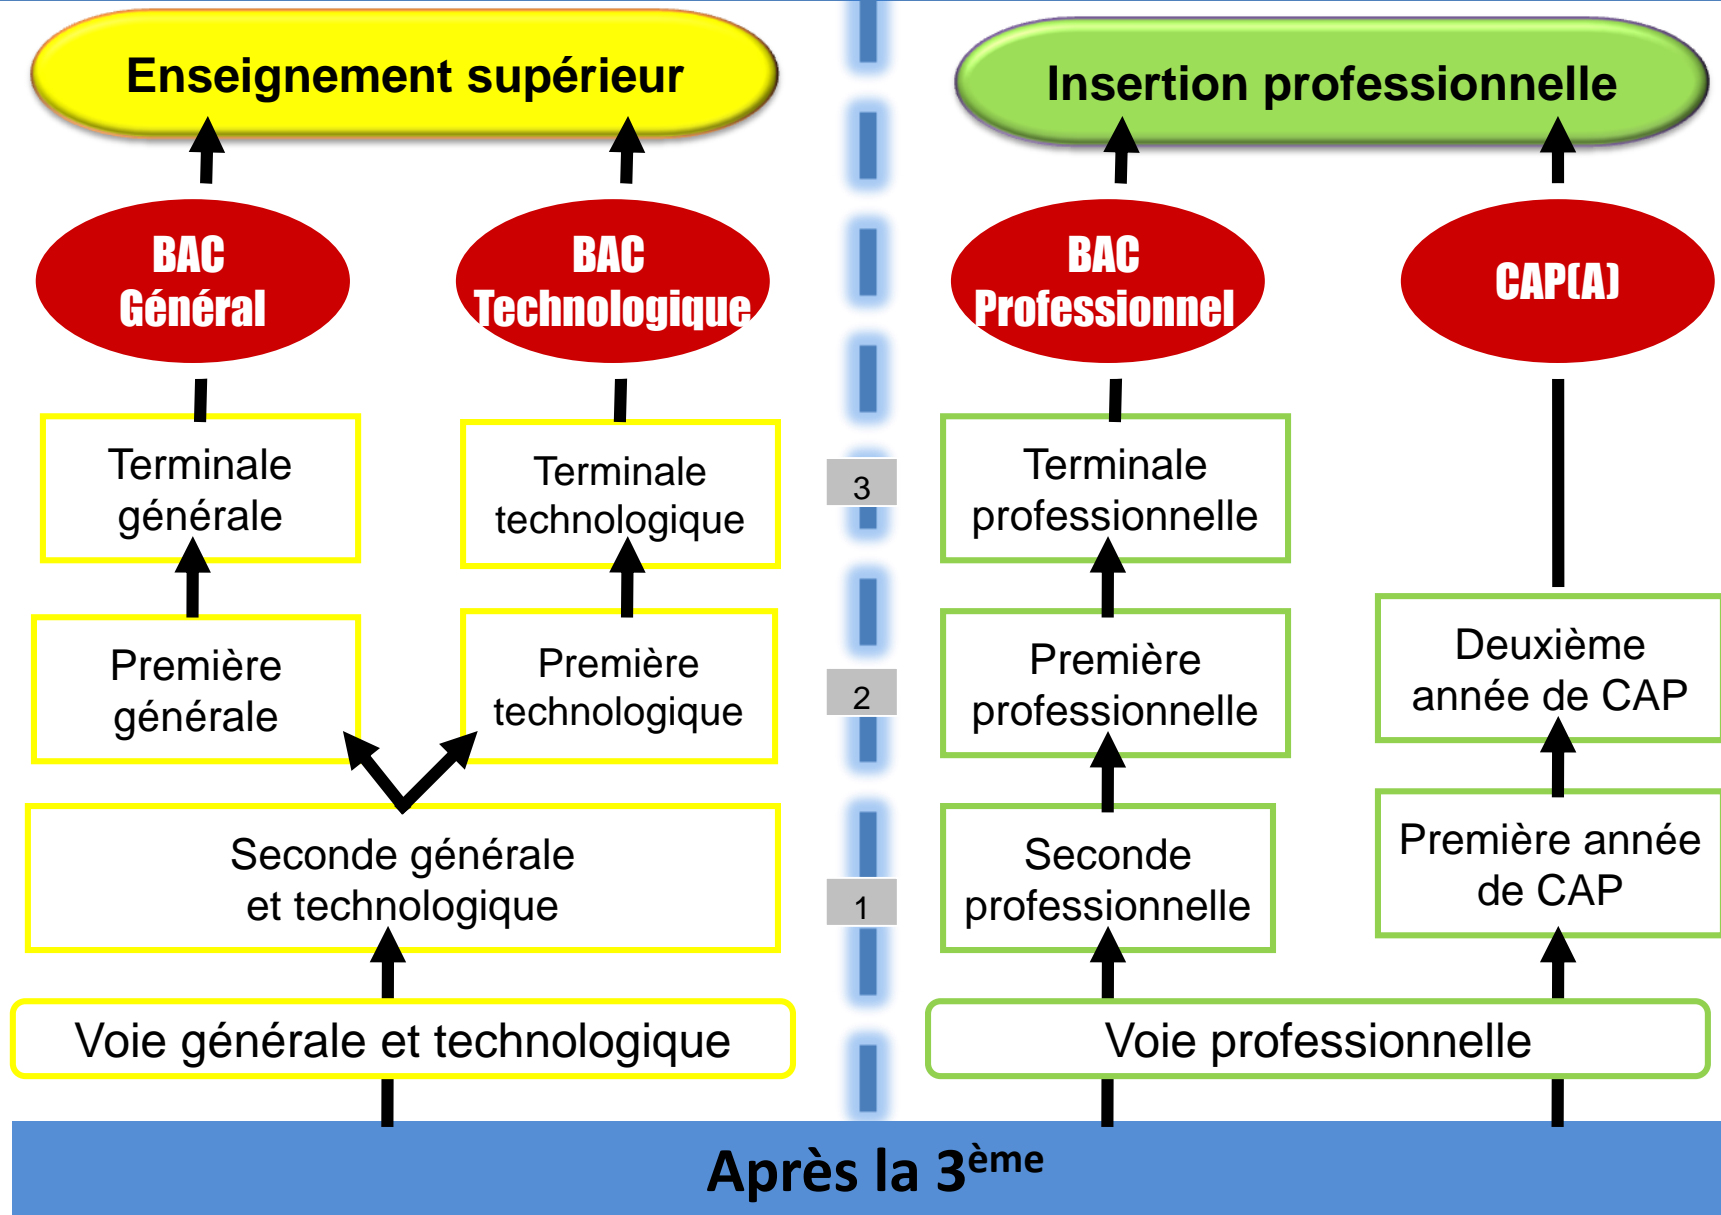 Enseignement supérieur
Insertion professionnelle
BAC
Général
BAC
Technologique
BAC
Professionnel
CAP(A)
Terminale
générale
Terminale
technologique
3
Terminale
professionnelle
Première
générale
Première
technologique
2
Première
professionnelle
Deuxième
année de CAP
Seconde générale
et technologique
1
Seconde
professionnelle
Première année
de CAP
Voie générale et technologique
Voie professionnelle
Après la 3ème